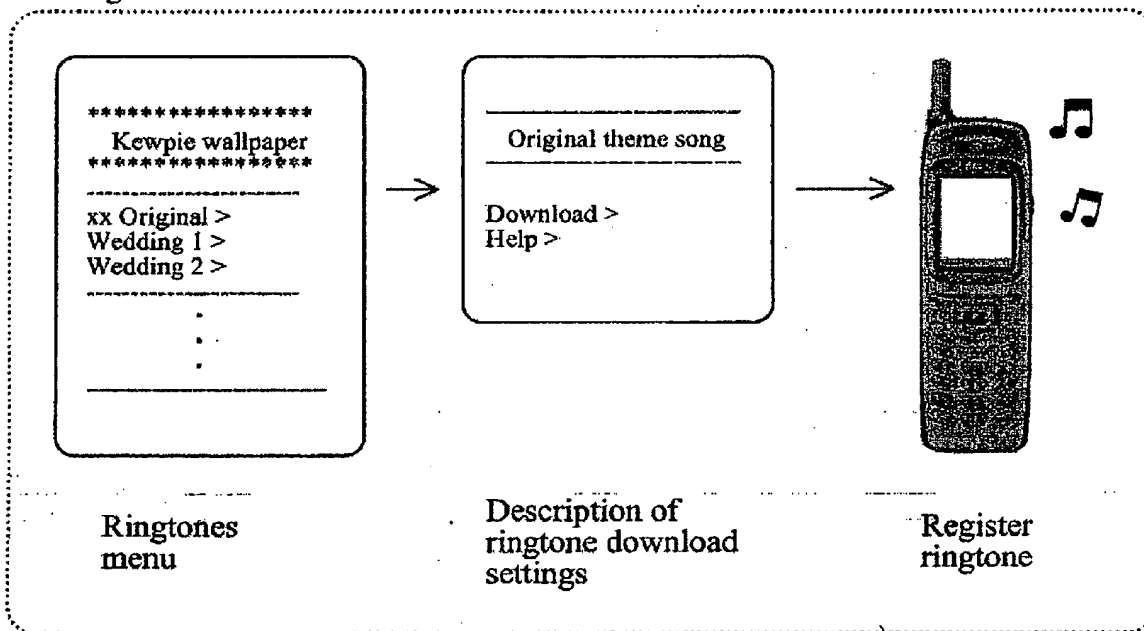 *****************
Kewpie wallpaper
*****************
xx Original >
Wedding 1 >
Wedding 2 >
Original theme song
Download >
Help >
Ringtones
menu
Description of
ringtone download
settings
Register
ringtone